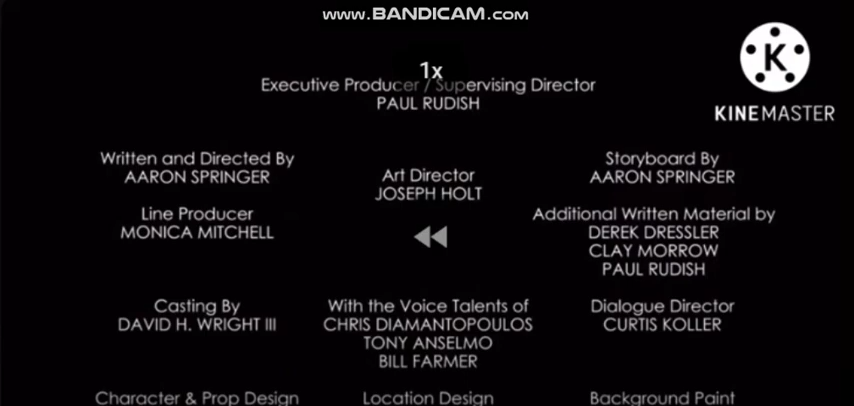 www.BANDICAM.com
1x
K
KINEMASTER
Executive Producer / Supervising Director
PAUL RUDISH
Written and Directed By
AARON SPRINGER
Art Director
JOSEPH HOLT
Storyboard By
AARON SPRINGER
Line Producer
MONICA MITCHELL
Additional Written Material by
DEREK DRESSLER
CLAY MORROW
PAUL RUDISH
Casting By
DAVID H. WRIGHT III
With the Voice Talents of
CHRIS DIAMANTOPOULOS
TONY ANSELMO
BILL FARMER
Dialogue Director
CURTIS KOLLER
Character & Prop Design
Location Design
Background Paint